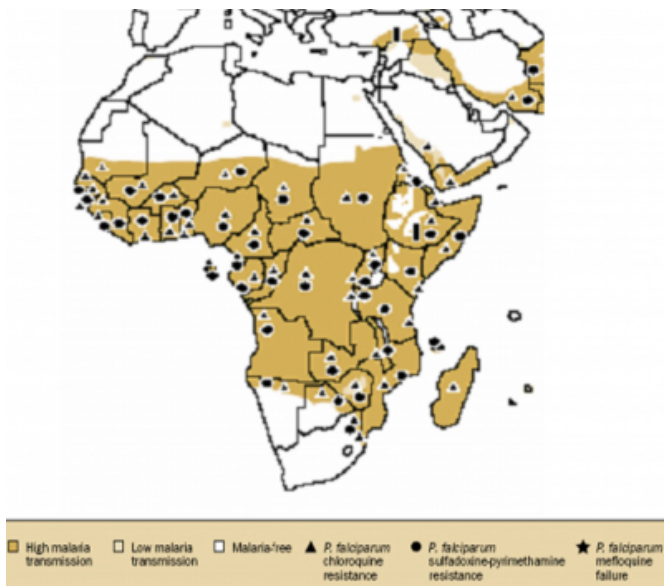 High malaria
transmission
Low malaria
transmission
Malaria-free
P. falciparum
chloroquine
resistance
P. falciparum
sulfadoxine-pyrimethamine
resistance
P. falciparum
mefloquine
failure